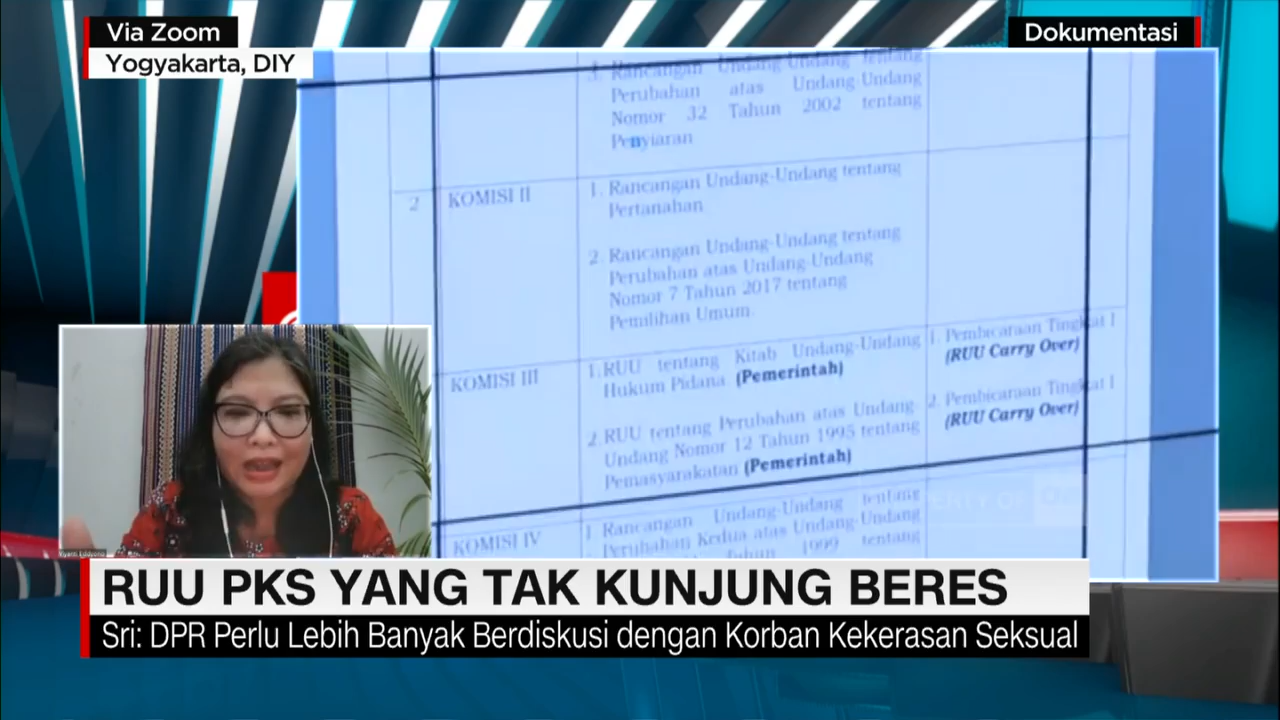 Via Zoom
Yogyakarta, DIY
Dokumentasi
3. Rancangan Undang-Undang tentang
Perubahan atas Undang-Undang
Nomor 32 Tahun 2002 tentang
Penyiaran
2
KOMISI II
1. Rancangan Undang-Undang tentang
Pertanahan
2. Rancangan Undang-Undang tentang
Perubahan atas Undang-Undang
Nomor 7 Tahun 2017 tentang
Pemilihan Umum
KOMISI III
1. RUU tentang Kitab Undang-Undang
Hukum Pidana (Pemerintah)
1. Pembicaraan Tingkat I
(RUU Carry Over)
2. RUU tentang Perubahan atas Undang-
Undang Nomor 12 Tahun 1995 tentang
Pemasyarakatan (Pemerintah)
2. Pembicaraan Tingkat I
(RUU Carry Over)
KOMISI IV
1 Rancangan Undang-Undang tentang
Perubahan Kedua atas Undang-Undang
Tahun 1999 tentang
RUU PKS YANG TAK KUNJUNG BERES
Sri: DPR Perlu Lebih Banyak Berdiskusi dengan Korban Kekerasan Seksual